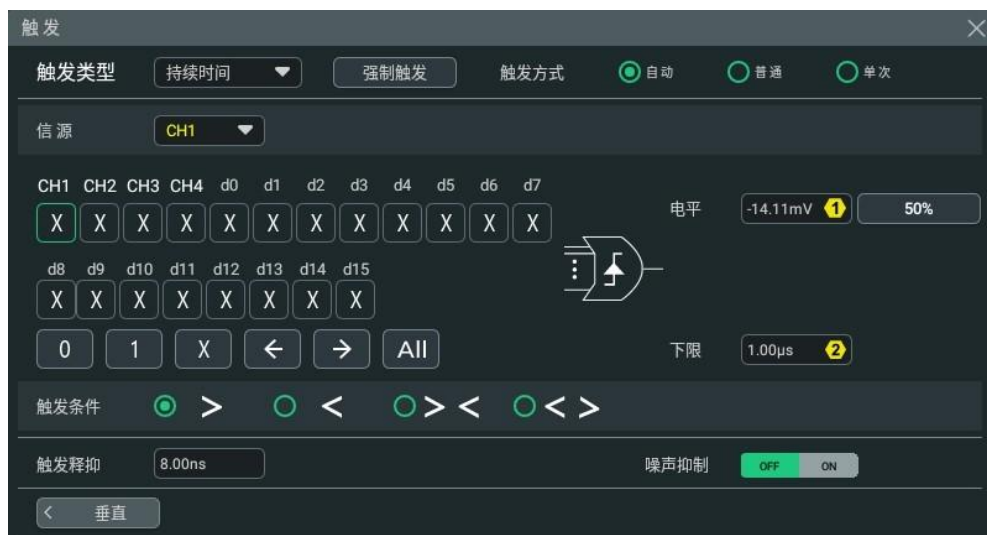 触发
触发类型 持续时间 强制触发 触发方式 自动 普通 单次
信源 CH1
CH1 CH2 CH3 CH4 d0 d1 d2 d3 d4 d5 d6 d7
X X X X X X X X X X X X
电平 -14.11mV 1 50%
d8 d9 d10 d11 d12 d13 d14 d15
X X X X X X X X
0 1 X ← → All
下限 1.00μs 2
触发条件 > < > < < >
触发释抑 8.00ns 噪声抑制 OFF ON
< 垂直